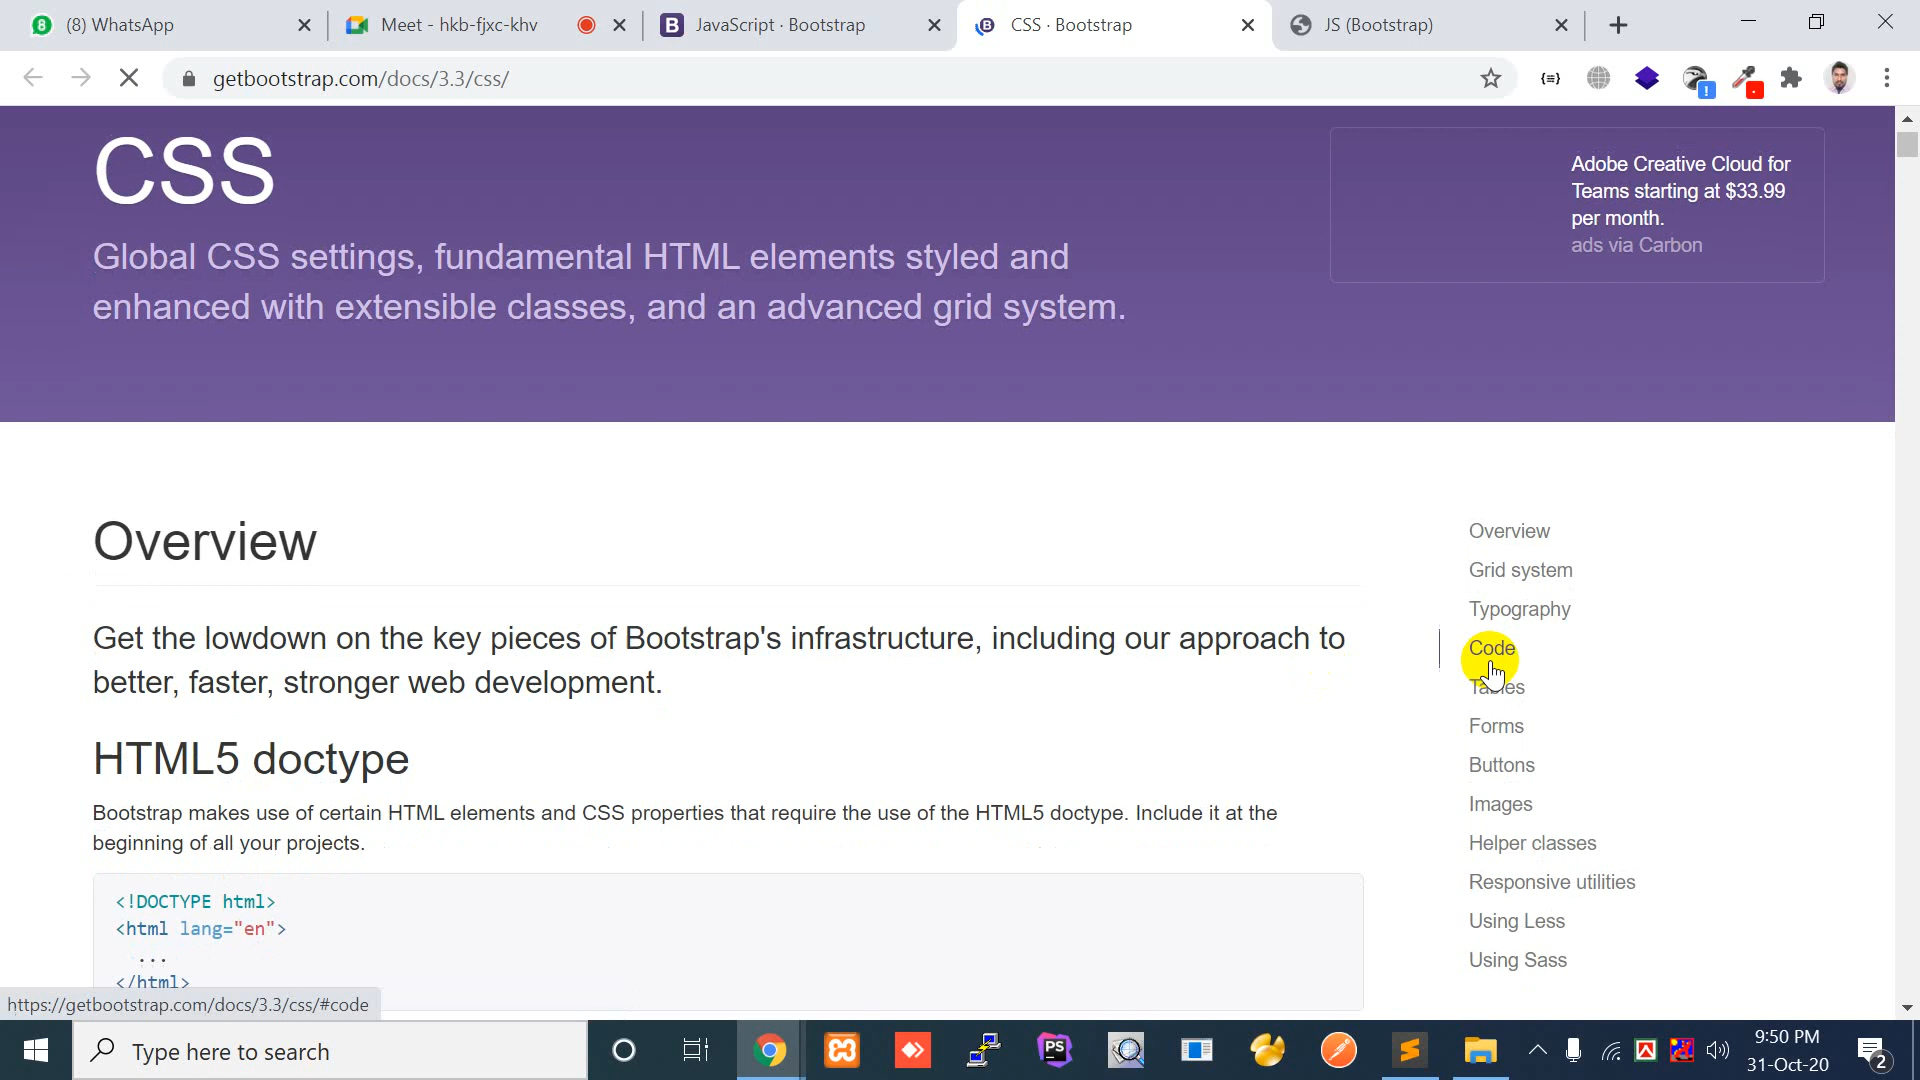 (8) WhatsApp
Meet - hkb-fjxc-khv
JavaScript · Bootstrap
CSS · Bootstrap
JS (Bootstrap)
getbootstrap.com/docs/3.3/css/
CSS
Global CSS settings, fundamental HTML elements styled and
enhanced with extensible classes, and an advanced grid system.
Adobe Creative Cloud for
Teams starting at $33.99
per month.
ads via Carbon
Overview
Get the lowdown on the key pieces of Bootstrap's infrastructure, including our approach to
better, faster, stronger web development.
HTML5 doctype
Bootstrap makes use of certain HTML elements and CSS properties that require the use of the HTML5 doctype. Include it at the
beginning of all your projects.
<!DOCTYPE html>
<html lang="en">
...
</html>
Overview
Grid system
Typography
Code
Tables
Forms
Buttons
Images
Helper classes
Responsive utilities
Using Less
Using Sass
https://getbootstrap.com/docs/3.3/css/#code
Type here to search
PS
9:50 PM
31-Oct-20
2